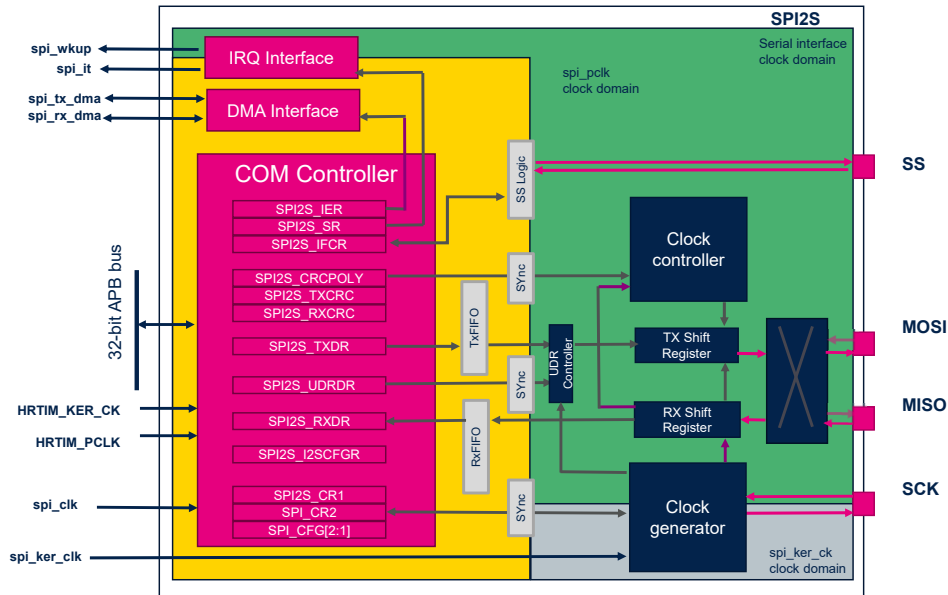 SPI2S
Serial interface
clock domain
spi_pclk
clock domain
spi_wkup
spi_it
spi_tx_dma
spi_rx_dma
IRQ Interface
DMA Interface
COM Controller
SPI2S_IER
SPI2S_SR
SPI2S_IFCR
SPI2S_CRCPOLY
SPI2S_TXCRC
SPI2S_RXCRC
SPI2S_TXDR
SPI2S_UDRDR
SPI2S_RXDR
SPI2S_I2SCFGR
SPI2S_CR1
SPI_CR2
SPI_CFG[2:1]
32-bit APB bus
HRTIM_KER_CK
HRTIM_PCLK
spi_clk
spi_ker_clk
SS Logic
SYnc
TxFIFO
SYnc
RxFIFO
SYnc
UDR
Controller
Clock
controller
TX Shift
Register
RX Shift
Register
Clock
generator
spi_ker_ck
clock domain
SS
MOSI
MISO
SCK